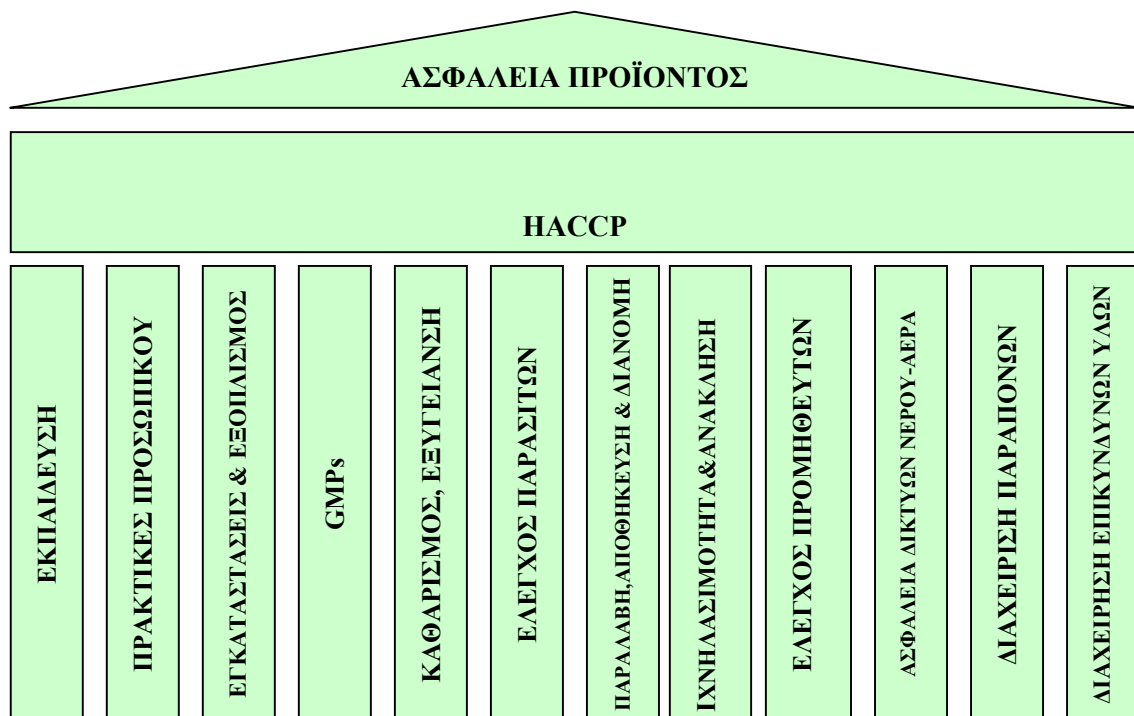 ΑΣΦΑΛΕΙΑ ΠΡΟΪΟΝΤΟΣ
HACCP
ΕΚΠΑΙΔΕΥΣΗ
ΠΡΑΚΤΙΚΕΣ ΠΡΟΣΩΠΙΚΟΥ
ΕΓΚΑΤΑΣΤΑΣΕΙΣ & ΕΞΟΠΛΙΣΜΟΣ
GMPs
ΚΑΘΑΡΙΣΜΟΣ, ΕΞΥΓΕΙΑΝΣΗ
ΕΛΕΓΧΟΣ ΠΑΡΑΣΙΤΩΝ
ΠΑΡΑΛΑΒΗ,ΑΠΟΘΗΚΕΥΣΗ & ΔΙΑΝΟΜΗ
ΙΧΝΗΛΑΣΙΜΟΤΗΤΑ&ΑΝΑΚΛΗΣΗ
ΕΛΕΓΧΟΣ ΠΡΟΜΗΘΕΥΤΩΝ
ΑΣΦΑΛΕΙΑ ΔΙΚΤΥΩΝ ΝΕΡΟΥ-ΑΕΡΑ
ΔΙΑΧΕΙΡΙΣΗ ΠΑΡΑΠΟΝΩΝ
ΔΙΑΧΕΙΡΗΣΗ ΕΠΙΚΥΝΔΥΝΩΝ ΥΛΩΝ